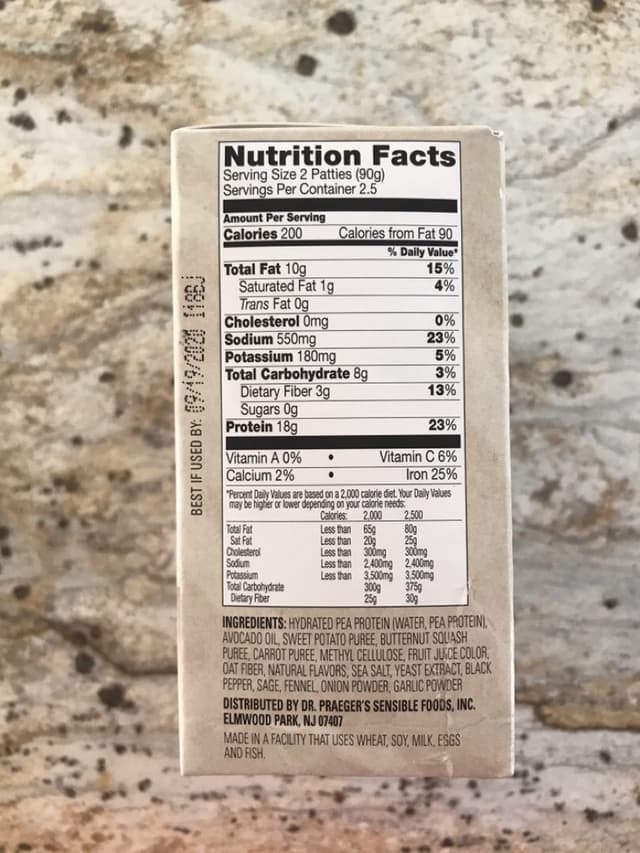 Nutrition Facts
Serving Size 2 Patties (90g)
Servings Per Container 2.5
Amount Per Serving
Calories 200 Calories from Fat 90
% Daily Value*
Total Fat 10g 15%
Saturated Fat 1g 4%
Trans Fat 0g
Cholesterol 0mg 0%
Sodium 550mg 23%
Potassium 180mg 5%
Total Carbohydrate 8g 3%
Dietary Fiber 3g 13%
Sugars 0g
Protein 18g 23%
Vitamin A 0% • Vitamin C 6%
Calcium 2% • Iron 25%
*Percent Daily Values are based on a 2,000 calorie diet. Your Daily Values
may be higher or lower depending on your calorie needs:
Calories: 2,000 2,500
Total Fat Less than 65g 80g
Sat Fat Less than 20g 25g
Cholesterol Less than 300mg 300mg
Sodium Less than 2,400mg 2,400mg
Potassium Less than 3,500mg 3,500mg
Total Carbohydrate 300g 375g
Dietary Fiber 25g 30g
INGREDIENTS: HYDRATED PEA PROTEIN (WATER, PEA PROTEIN),
AVOCADO OIL, SWEET POTATO PUREE, BUTTERNUT SQUASH
PUREE, CARROT PUREE, METHYL CELLULOSE, FRUIT JUICE COLOR,
OAT FIBER, NATURAL FLAVORS, SEA SALT, YEAST EXTRACT, BLACK
PEPPER, SAGE, FENNEL, ONION POWDER, GARLIC POWDER
DISTRIBUTED BY DR. PRAEGER'S SENSIBLE FOODS, INC.
ELMWOOD PARK, NJ 07407
MADE IN A FACILITY THAT USES WHEAT, SOY, MILK, EGGS
AND FISH.
BEST IF USED BY: 09/19/2020